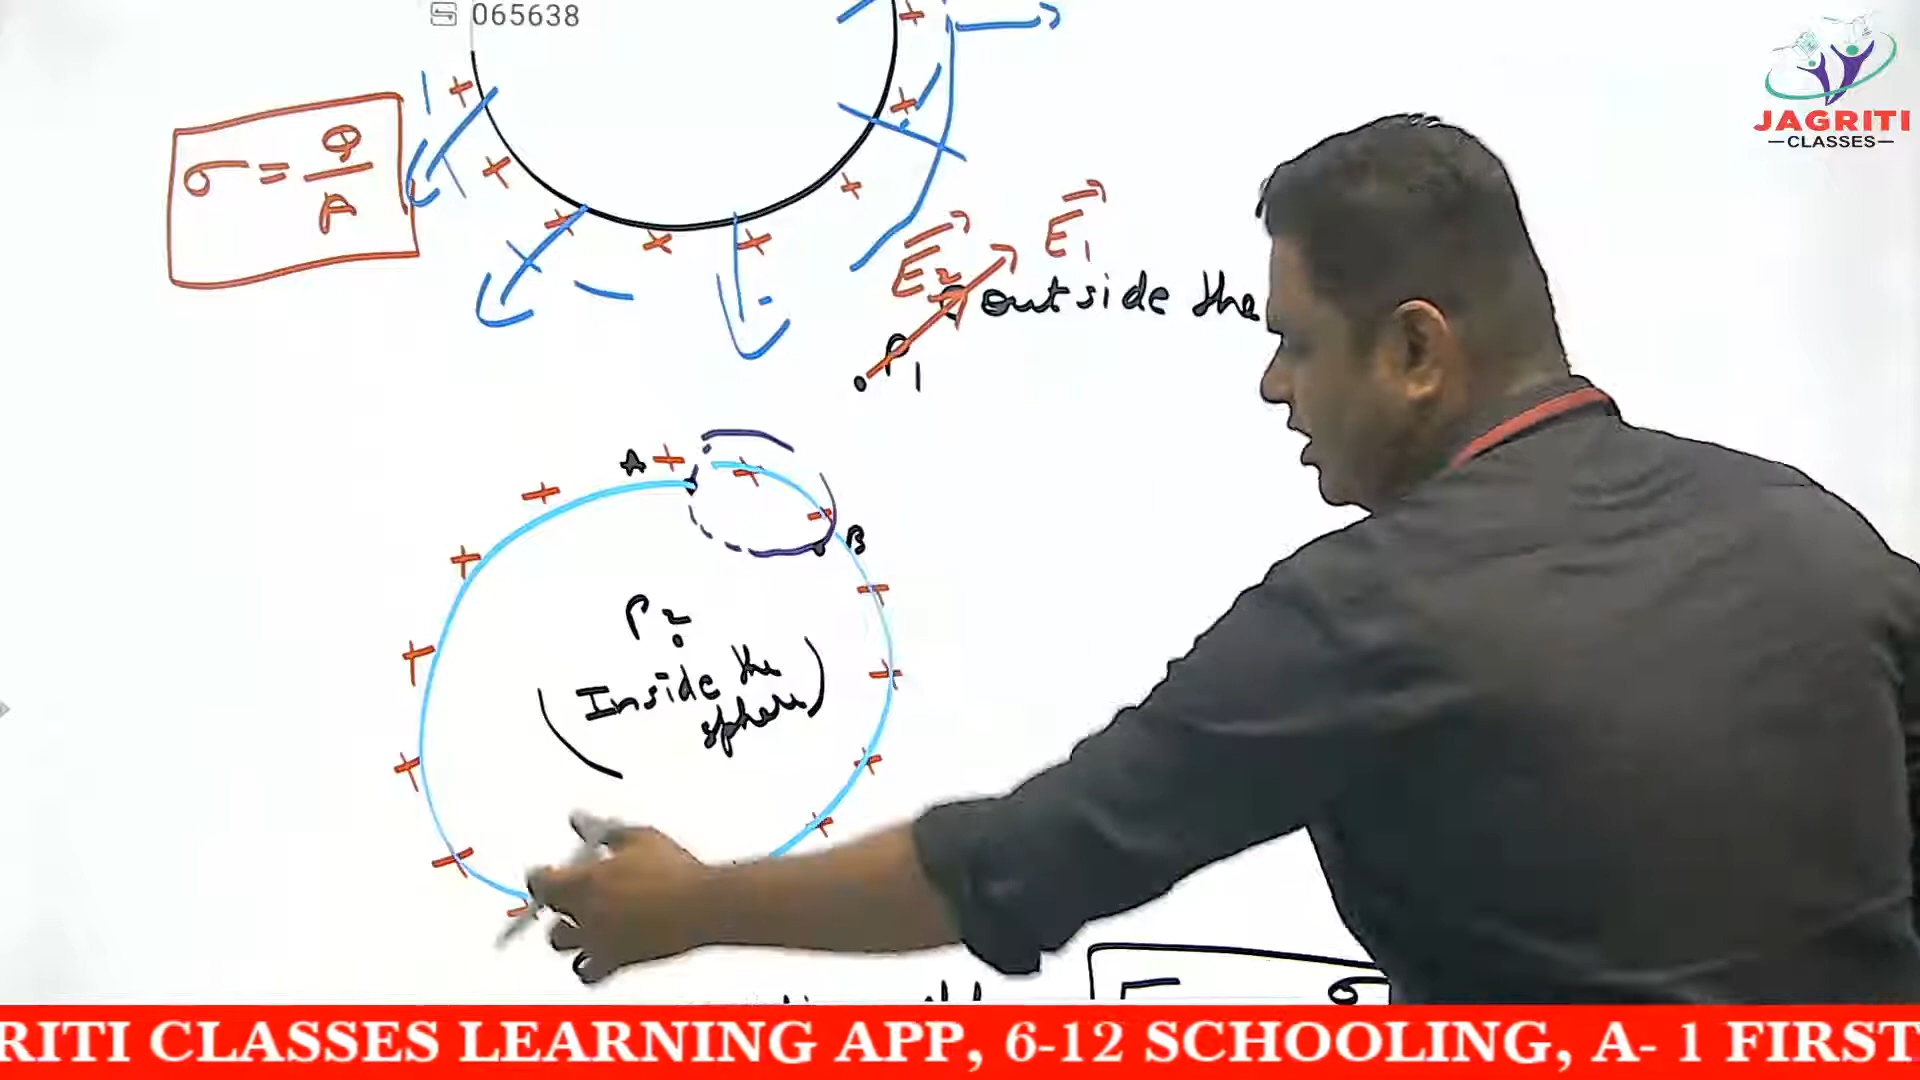 065638
JAGRITI
CLASSES
σ = Q / A
E₂ E₁
outside the
P₁
A
B
P₂
(Inside the
sphere)
σ
RITI CLASSES LEARNING APP, 6-12 SCHOOLING, A- 1 FIRST